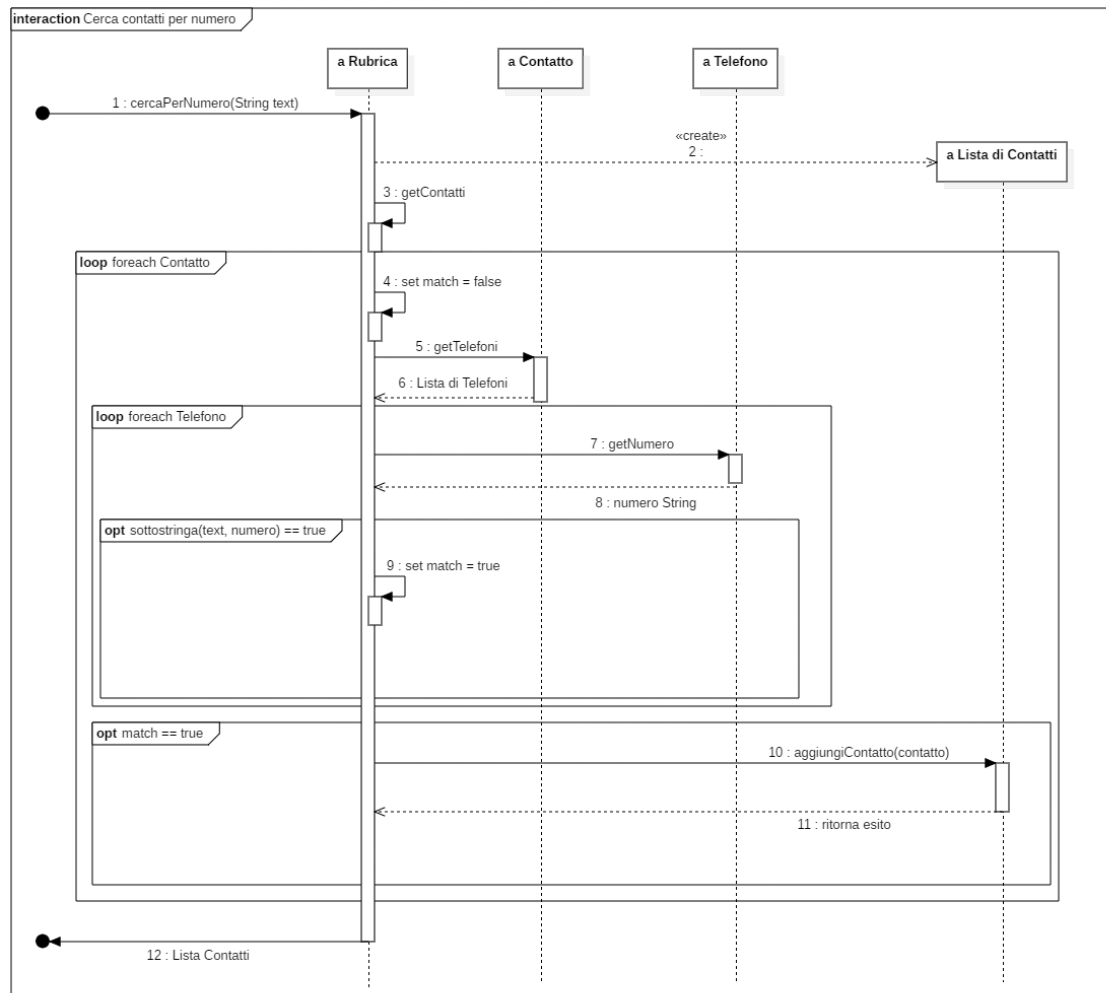 interaction Cerca contatti per numero
a Rubrica
a Contatto
a Telefono
1 : cercaPerNumero(String text)
«create»
2 :
a Lista di Contatti
3 : getContatti
loop foreach Contatto
4 : set match = false
5 : getTelefoni
6 : Lista di Telefoni
loop foreach Telefono
7 : getNumero
8 : numero String
opt sottostringa(text, numero) == true
9 : set match = true
opt match == true
10 : aggiungiContatto(contatto)
11 : ritorna esito
12 : Lista Contatti